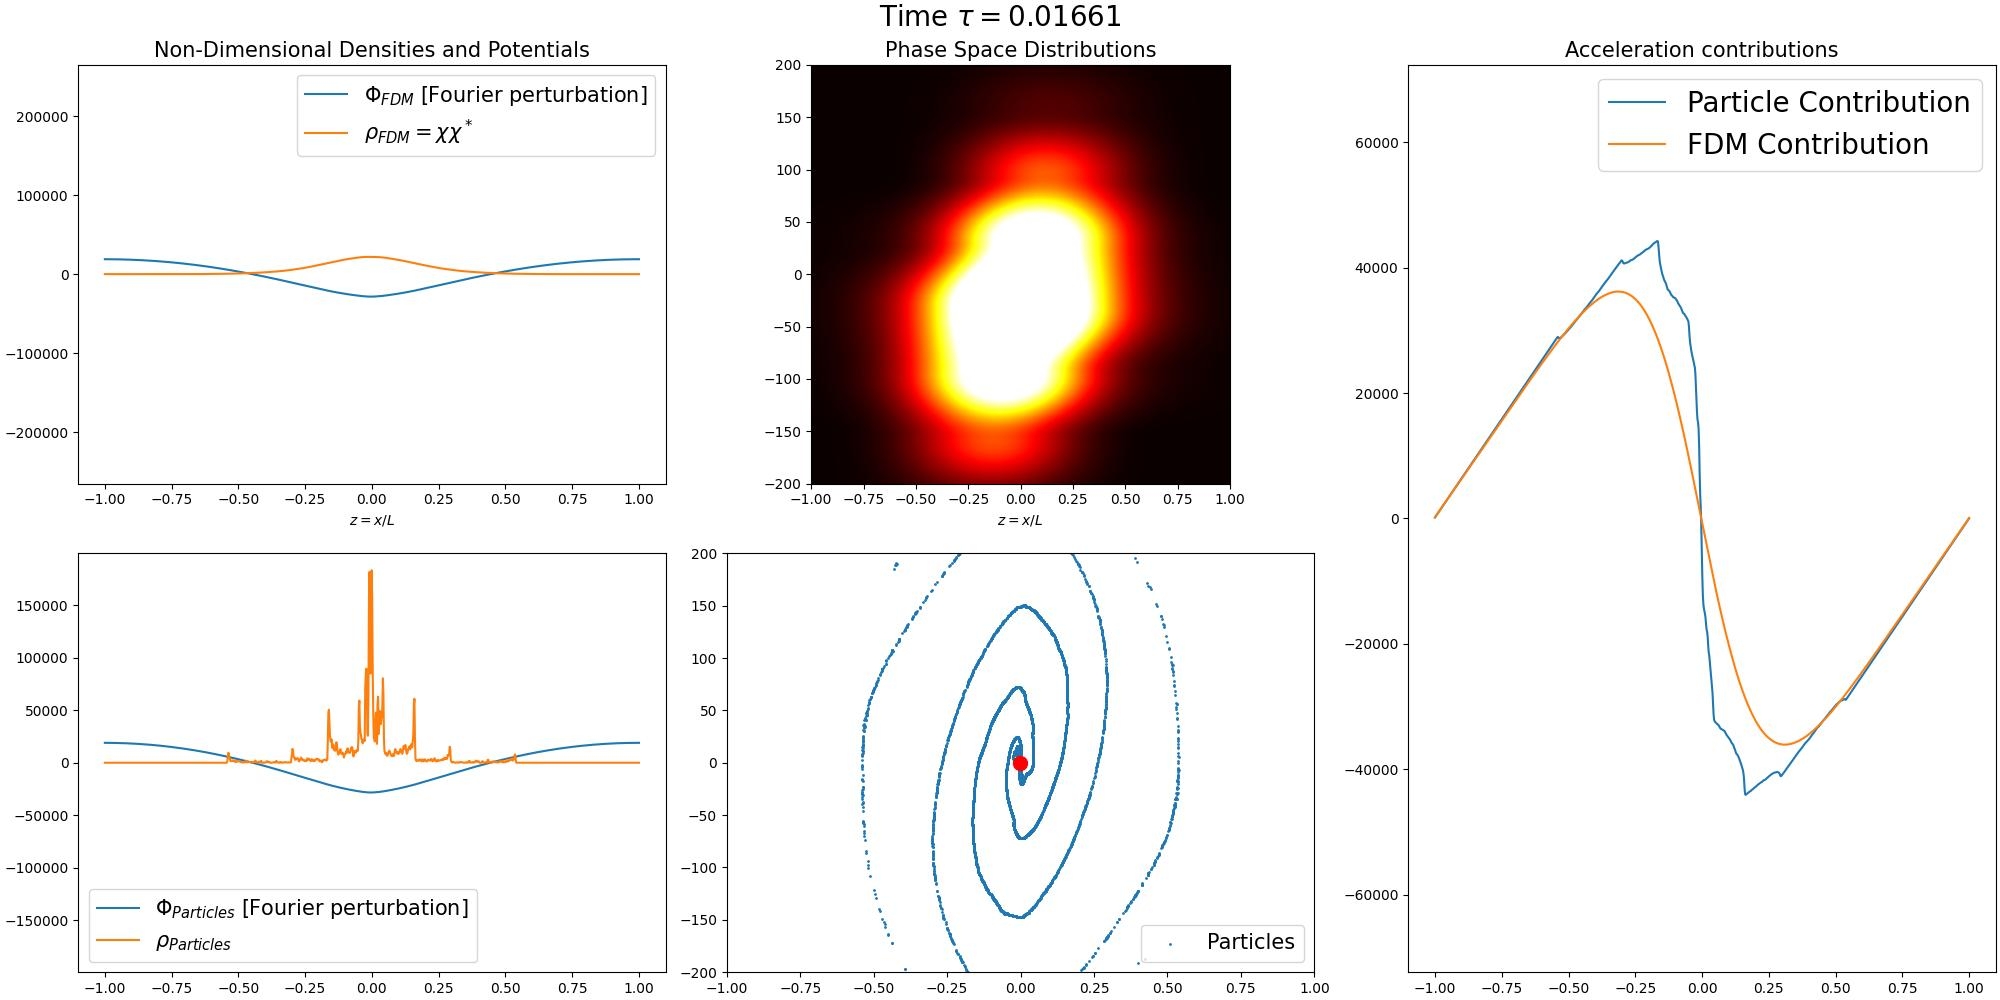 Time τ = 0.01661
Non-Dimensional Densities and Potentials
Φ_FDM [Fourier perturbation]
ρ_FDM = χχ*
200000
100000
0
−100000
−200000
−1.00 −0.75 −0.50 −0.25 0.00 0.25 0.50 0.75 1.00
z = x/L
Phase Space Distributions
200
150
100
50
0
−50
−100
−150
−200
−1.00 −0.75 −0.50 −0.25 0.00 0.25 0.50 0.75 1.00
z = x/L
Acceleration contributions
Particle Contribution
FDM Contribution
60000
40000
20000
0
−20000
−40000
−60000
−1.00 −0.75 −0.50 −0.25 0.00 0.25 0.50 0.75 1.00
150000
100000
50000
0
−50000
−100000
−150000
Φ_Particles [Fourier perturbation]
ρ_Particles
−1.00 −0.75 −0.50 −0.25 0.00 0.25 0.50 0.75 1.00
200
150
100
50
0
−50
−100
−150
−200
Particles
−1.00 −0.75 −0.50 −0.25 0.00 0.25 0.50 0.75 1.00